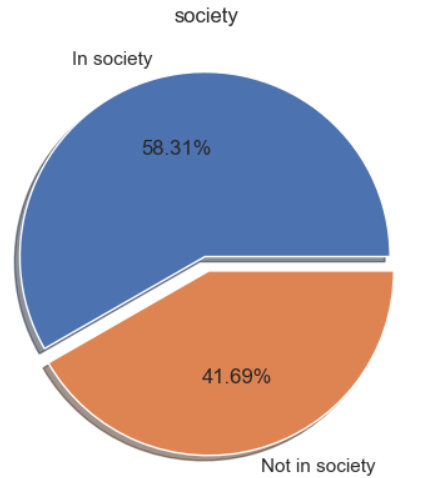 society
In society
58.31%
41.69%
Not in society